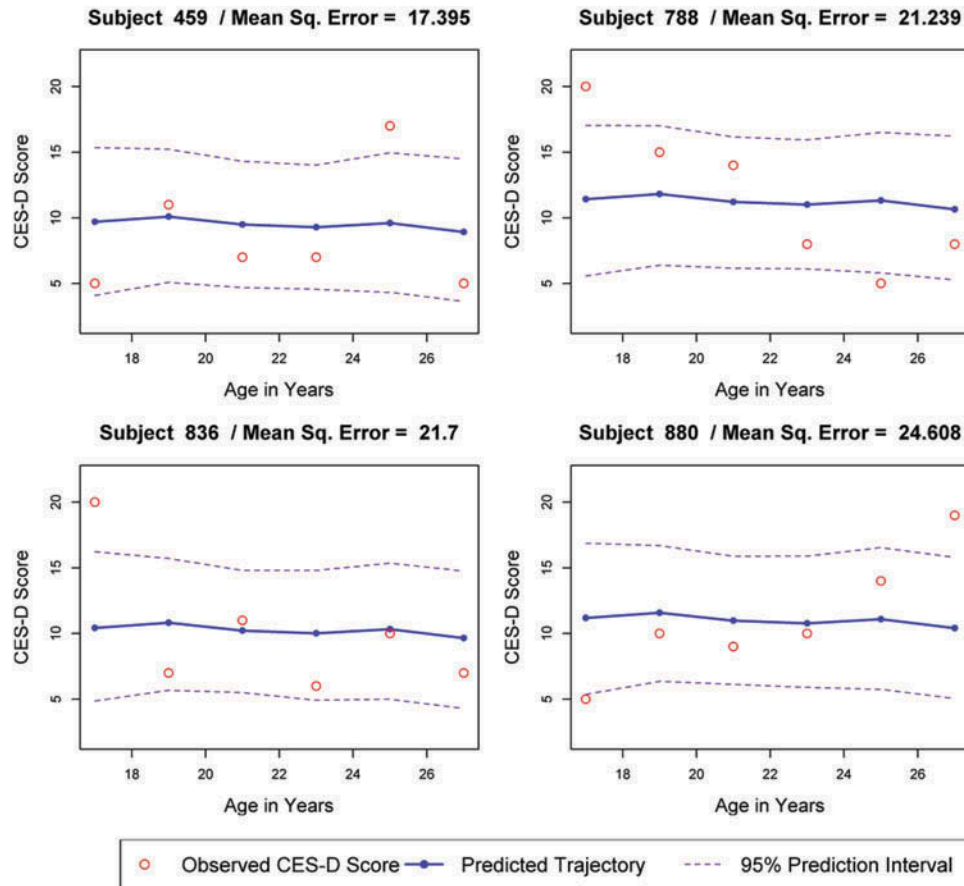 Subject 459 / Mean Sq. Error = 17.395
CES-D Score
20
15
10
5
18 20 22 24 26
Age in Years
Subject 788 / Mean Sq. Error = 21.239
CES-D Score
20
15
10
5
18 20 22 24 26
Age in Years
Subject 836 / Mean Sq. Error = 21.7
CES-D Score
20
15
10
5
18 20 22 24 26
Age in Years
Subject 880 / Mean Sq. Error = 24.608
CES-D Score
20
15
10
5
18 20 22 24 26
Age in Years
Observed CES-D Score Predicted Trajectory 95% Prediction Interval